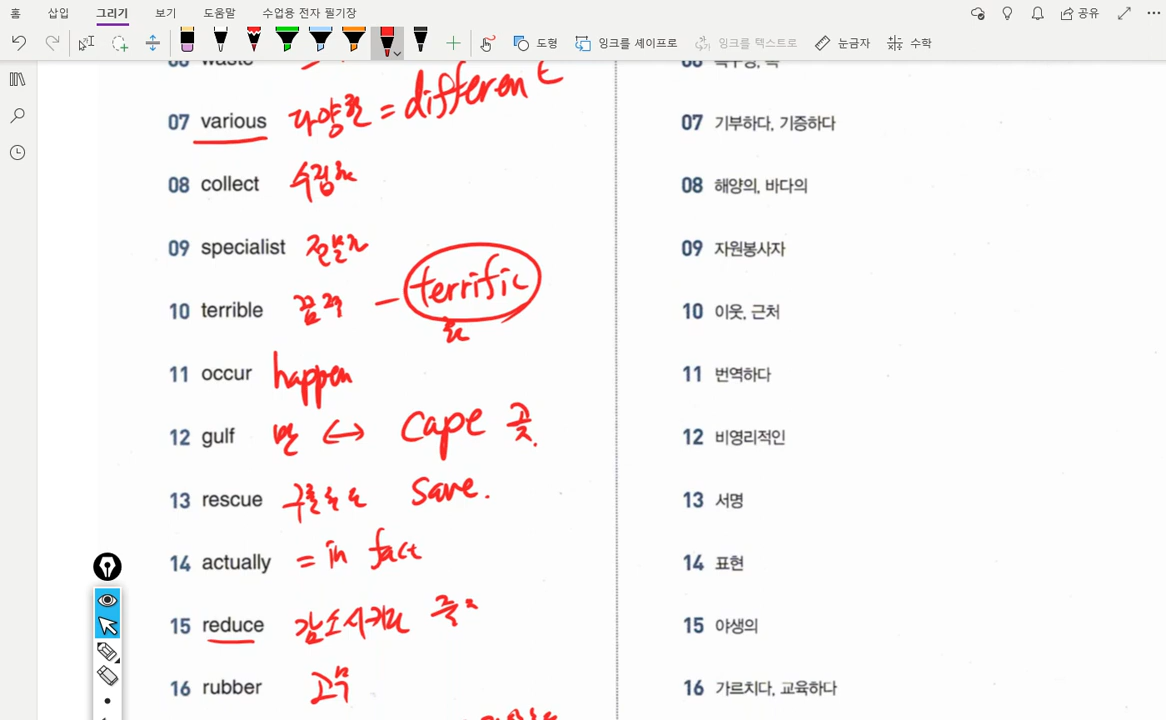 홈 삽입 그리기 보기 도움말 수업용 전자 필기장 공유
도형 잉크를 셰이프로 잉크를 텍스트로 눈금자 수학
06 waste
07 various 다양한 = different 07 기부하다, 기증하다
08 collect 수집 08 해양의, 바다의
09 specialist 전문가 09 자원봉사자
10 terrible 끔찍 – terrific 10 이웃, 근처
11 occur happen 11 번역하다
12 gulf 만 ↔ cape 곶. 12 비영리적인
13 rescue save. 13 서명
14 actually = in fact 14 표현
15 reduce 감소시키다 15 야생의
16 rubber 고무 16 가르치다, 교육하다